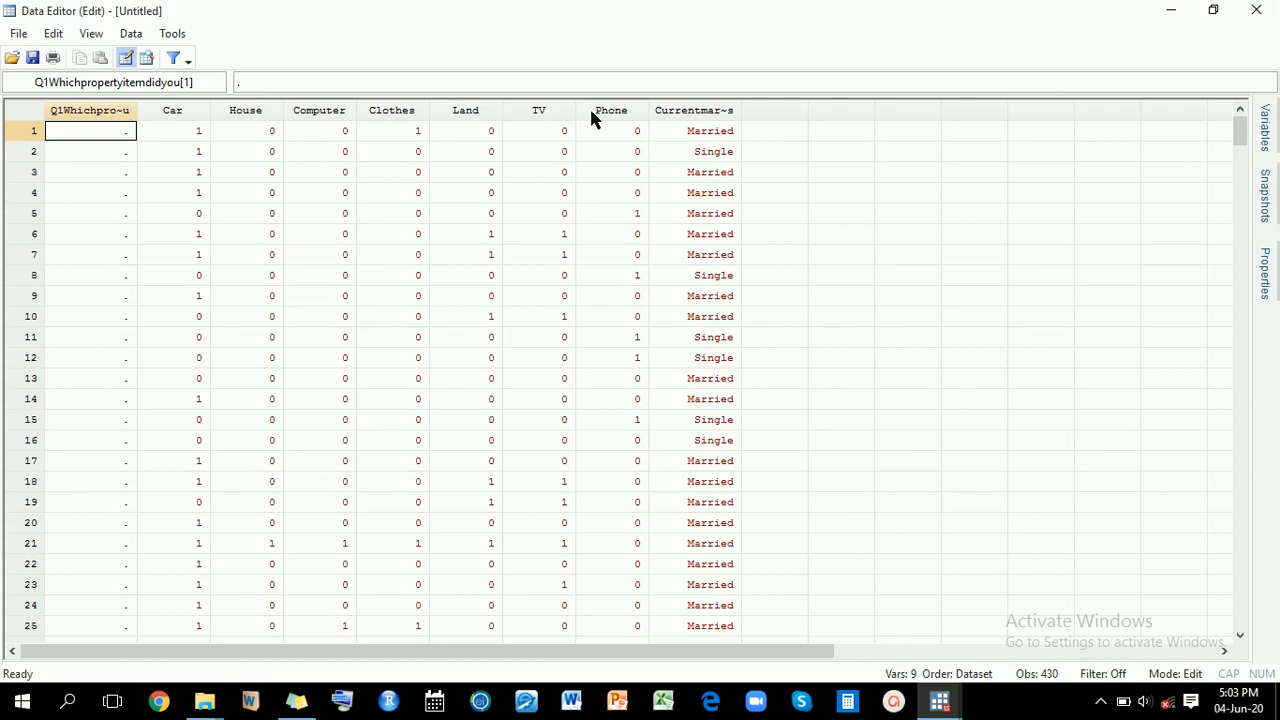 Data Editor (Edit) - [Untitled]
File Edit View Data Tools
Q1Whichpropertyitemdidyou[1] .
Q1Whichpro~u Car House Computer Clothes Land TV Phone Currentmar~s
1 . 1 0 0 1 0 0 0 Married
2 . 1 0 0 0 0 0 0 Single
3 . 1 0 0 0 0 0 0 Married
4 . 1 0 0 0 0 0 0 Married
5 . 0 0 0 0 0 0 1 Married
6 . 1 0 0 0 1 1 0 Married
7 . 1 0 0 0 1 1 0 Married
8 . 0 0 0 0 0 0 1 Single
9 . 1 0 0 0 0 0 0 Married
10 . 0 0 0 0 1 1 0 Married
11 . 0 0 0 0 0 0 1 Single
12 . 0 0 0 0 0 0 1 Single
13 . 0 0 0 0 0 0 0 Married
14 . 1 0 0 0 0 0 0 Married
15 . 0 0 0 0 0 0 1 Single
16 . 0 0 0 0 0 0 0 Single
17 . 1 0 0 0 0 0 0 Married
18 . 1 0 0 0 1 1 0 Married
19 . 0 0 0 0 1 1 0 Married
20 . 1 0 0 0 0 0 0 Married
21 . 1 1 1 1 1 1 0 Married
22 . 1 0 0 0 0 0 0 Married
23 . 1 0 0 0 0 1 0 Married
24 . 1 0 0 0 0 0 0 Married
25 . 1 0 1 1 0 0 0 Married
Variables
Snapshots
Properties
Activate Windows
Go to Settings to activate Windows.
Ready Vars: 9 Order: Dataset Obs: 430 Filter: Off Mode: Edit CAP NUM
5:03 PM
04-Jun-20